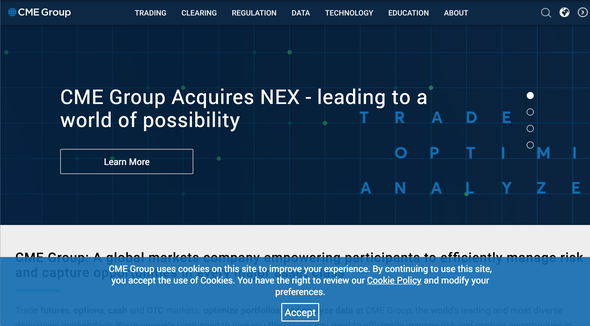 CME Group
TRADING CLEARING REGULATION DATA TECHNOLOGY EDUCATION ABOUT
CME Group Acquires NEX - leading to a
world of possibility
Learn More
TRADE
OPTIMI
ANALYZE
CME Group: A global markets company empowering participants to efficiently manage risk
and capture
CME Group uses cookies on this site to improve your experience. By continuing to use this site,
you accept the use of Cookies. You have the right to review our Cookie Policy and modify your
preferences.
Accept
Trade futures, options, cash and OTC markets, optimize portfolios analyze data at CME Group, the world's leading and most diverse